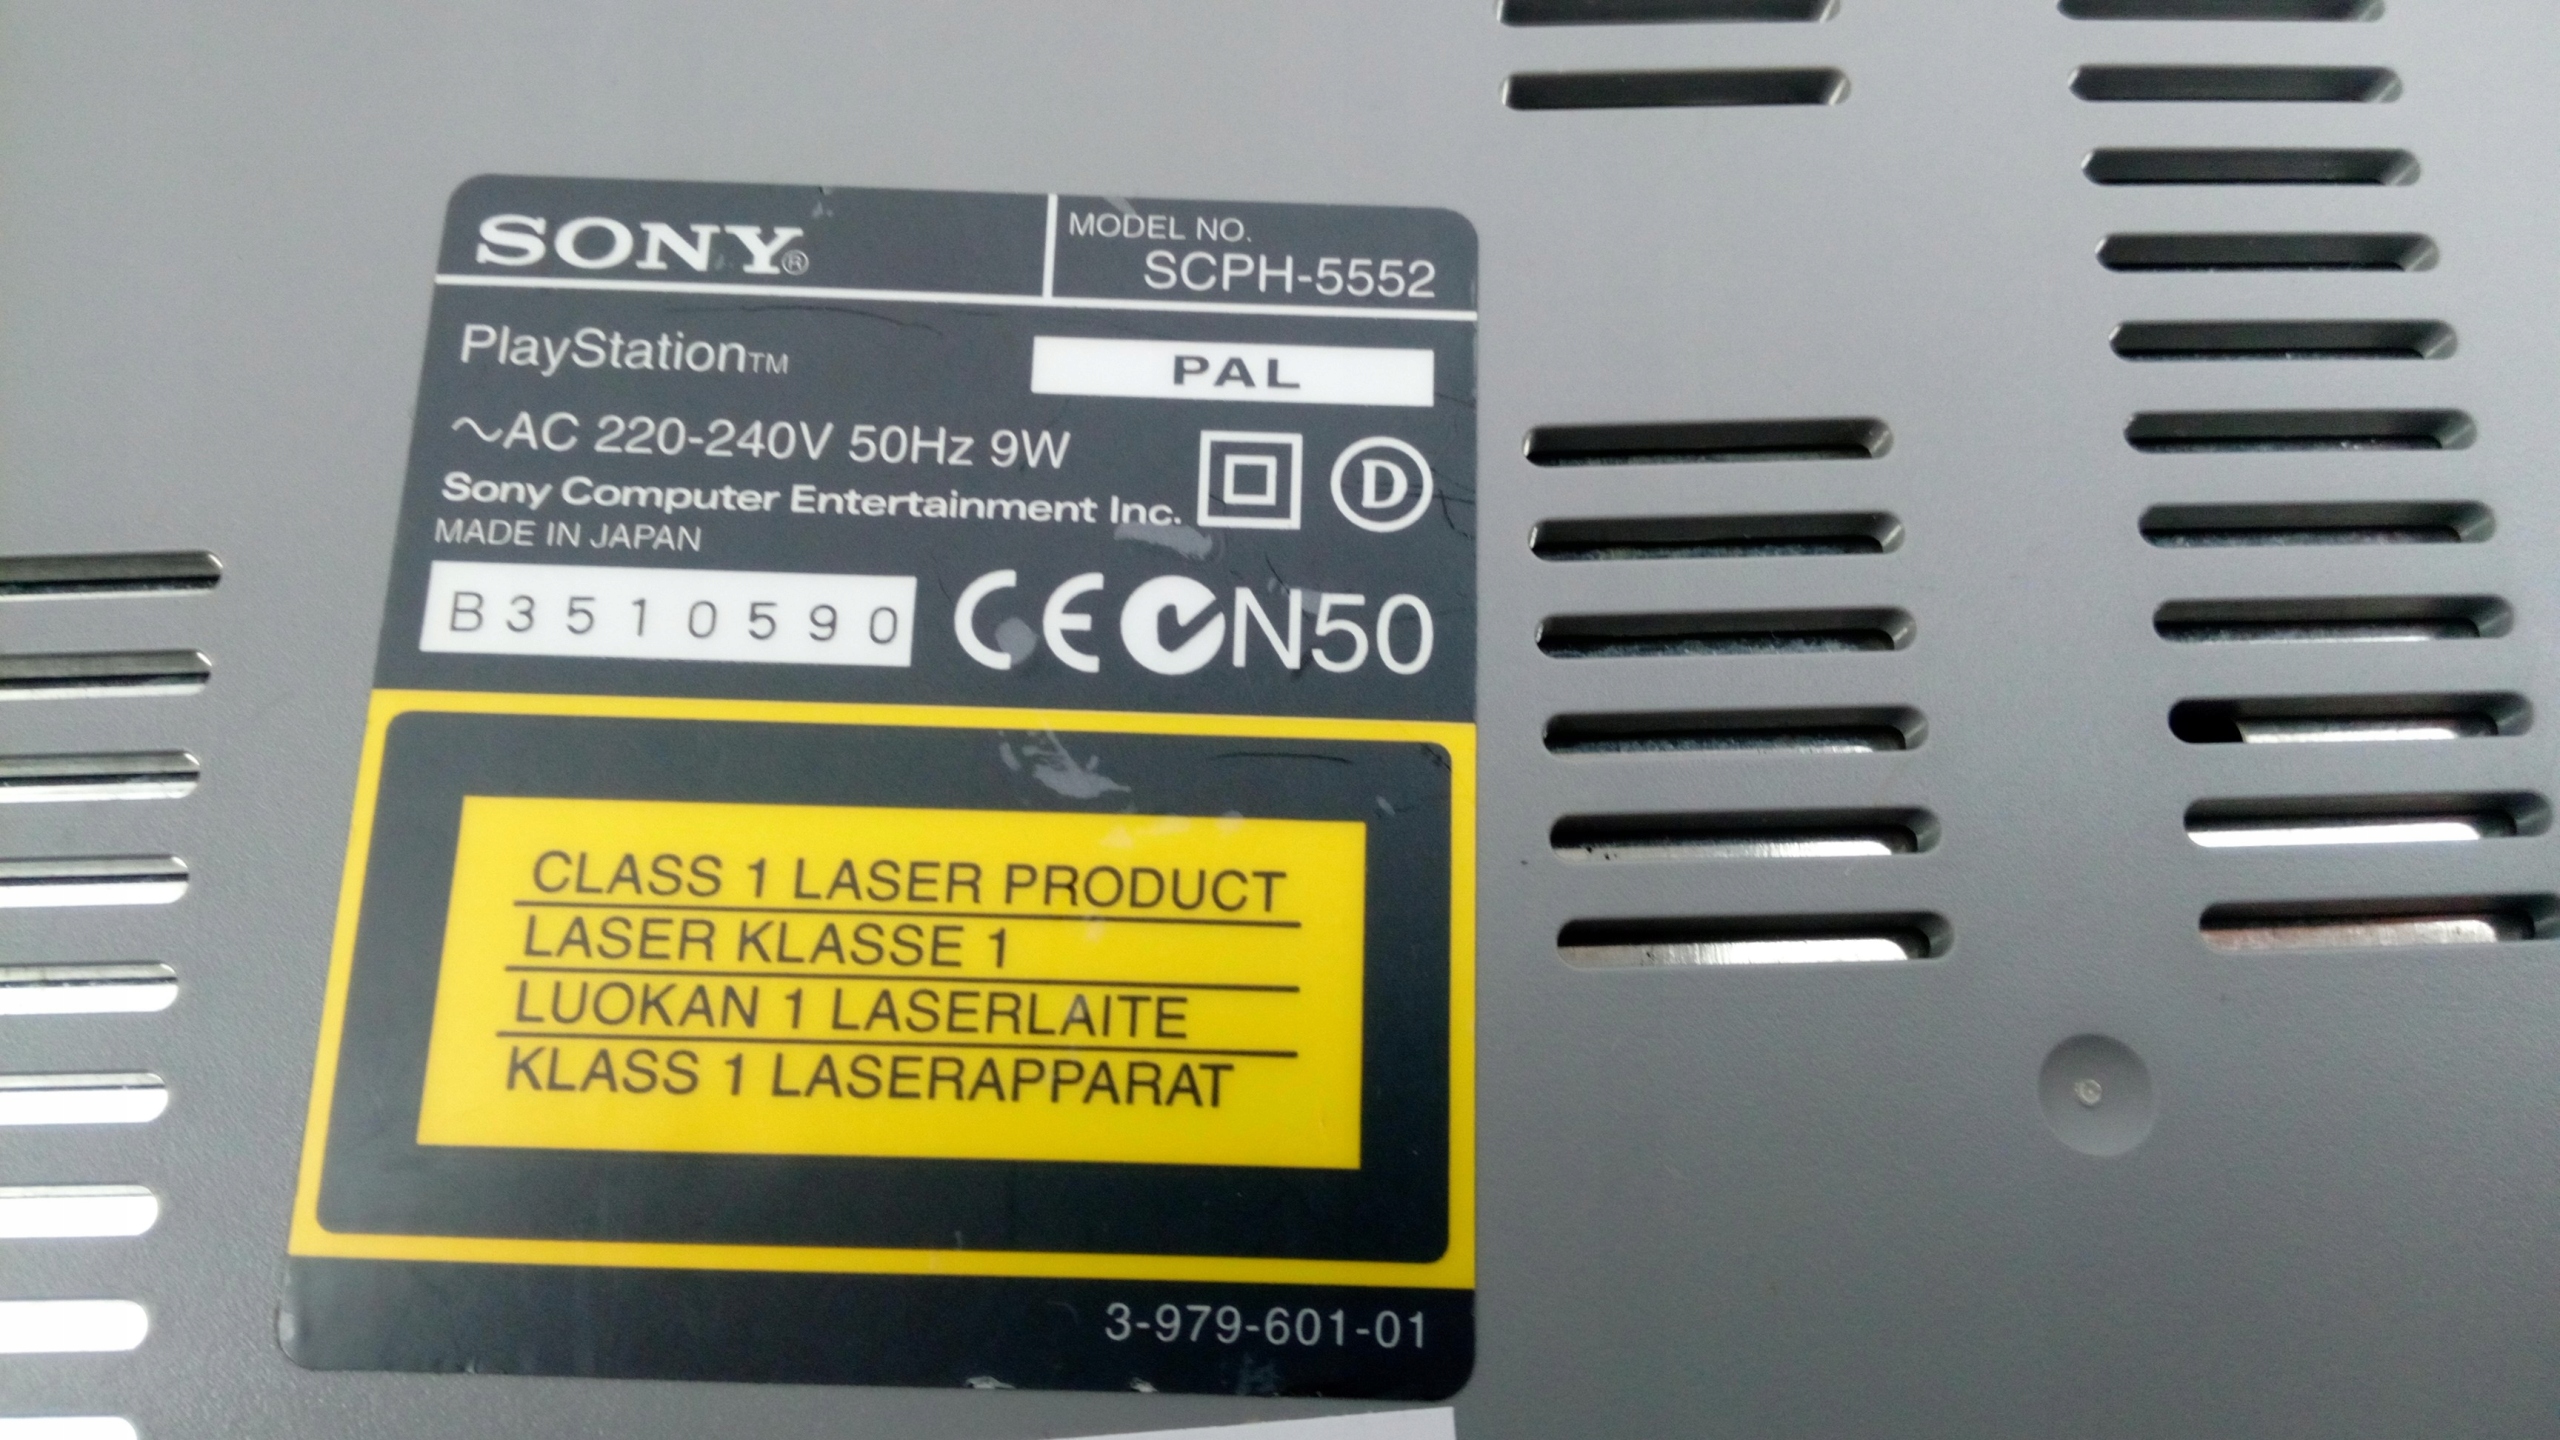 SONY®
MODEL NO.
SCPH-5552
PlayStation™
PAL
~AC 220-240V 50Hz 9W
D
Sony Computer Entertainment Inc.
MADE IN JAPAN
B3510590
CE N50
CLASS 1 LASER PRODUCT
LASER KLASSE 1
LUOKAN 1 LASERLAITE
KLASS 1 LASERAPPARAT
3-979-601-01